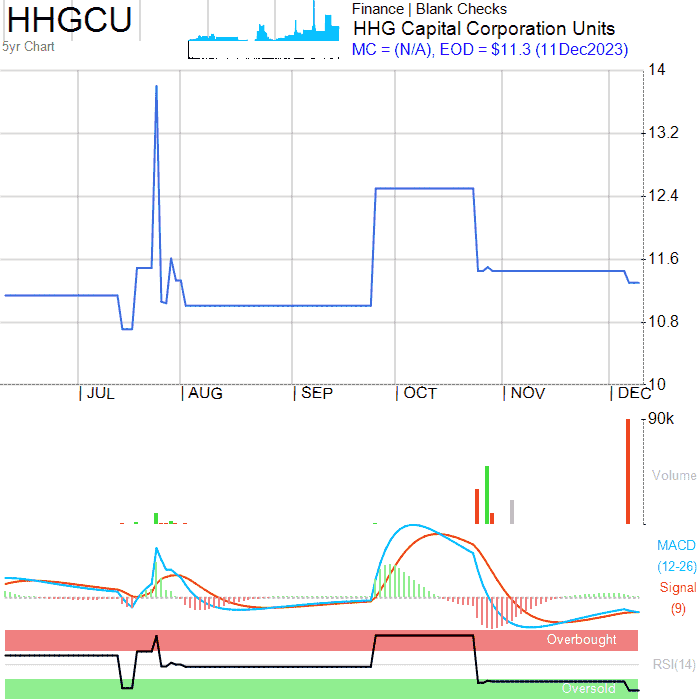 HHGCU
5yr Chart
Finance | Blank Checks
HHG Capital Corporation Units
MC = (N/A), EOD = $11.3 (11Dec2023)
14
13.2
12.4
11.6
10.8
10
| JUL | AUG | SEP | OCT | NOV | DEC
90k
Volume
MACD
(12-26)
Signal
(9)
Overbought
RSI(14)
Oversold